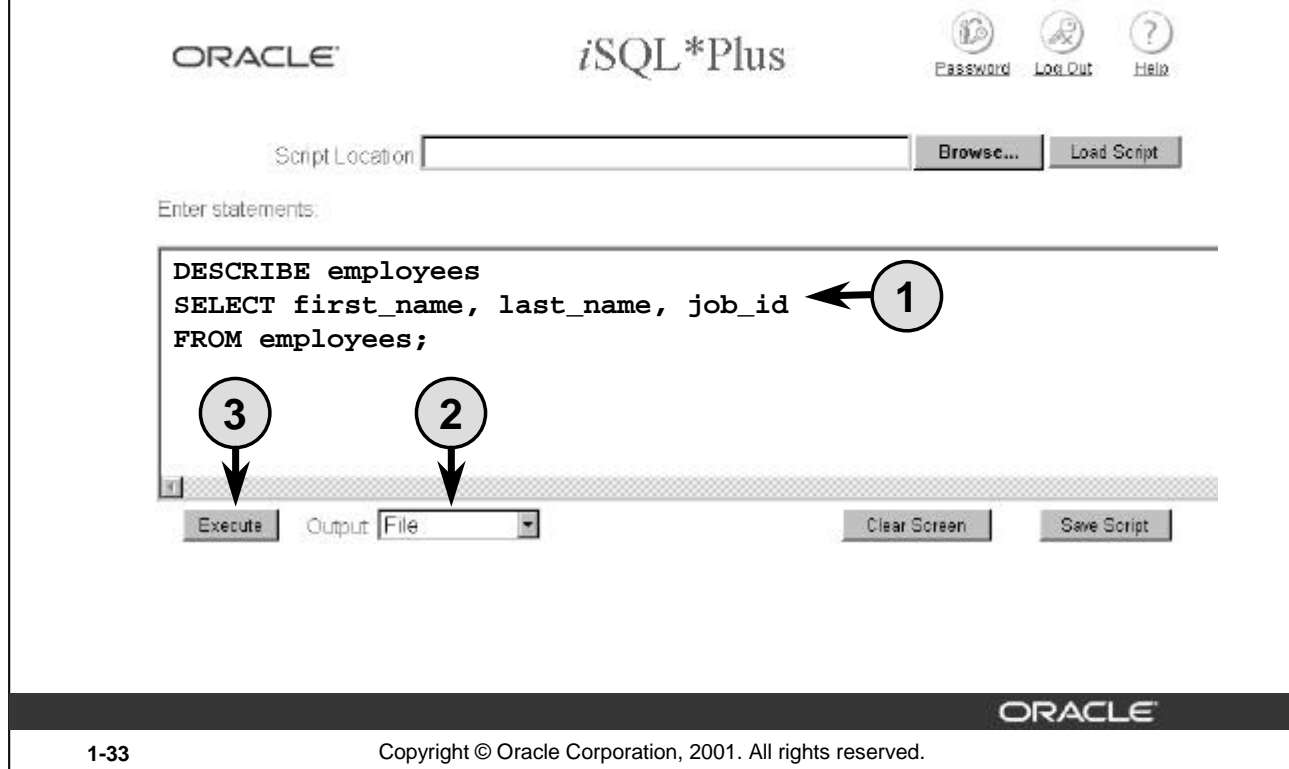 ORACLE
iSQL*Plus
Password
Log Out
Help
Script Location
Browse...
Load Script
Enter statements:
DESCRIBE employees
SELECT first_name, last_name, job_id
FROM employees;
1
3
2
Execute
Output: File
Clear Screen
Save Script
ORACLE
1-33
Copyright © Oracle Corporation, 2001. All rights reserved.